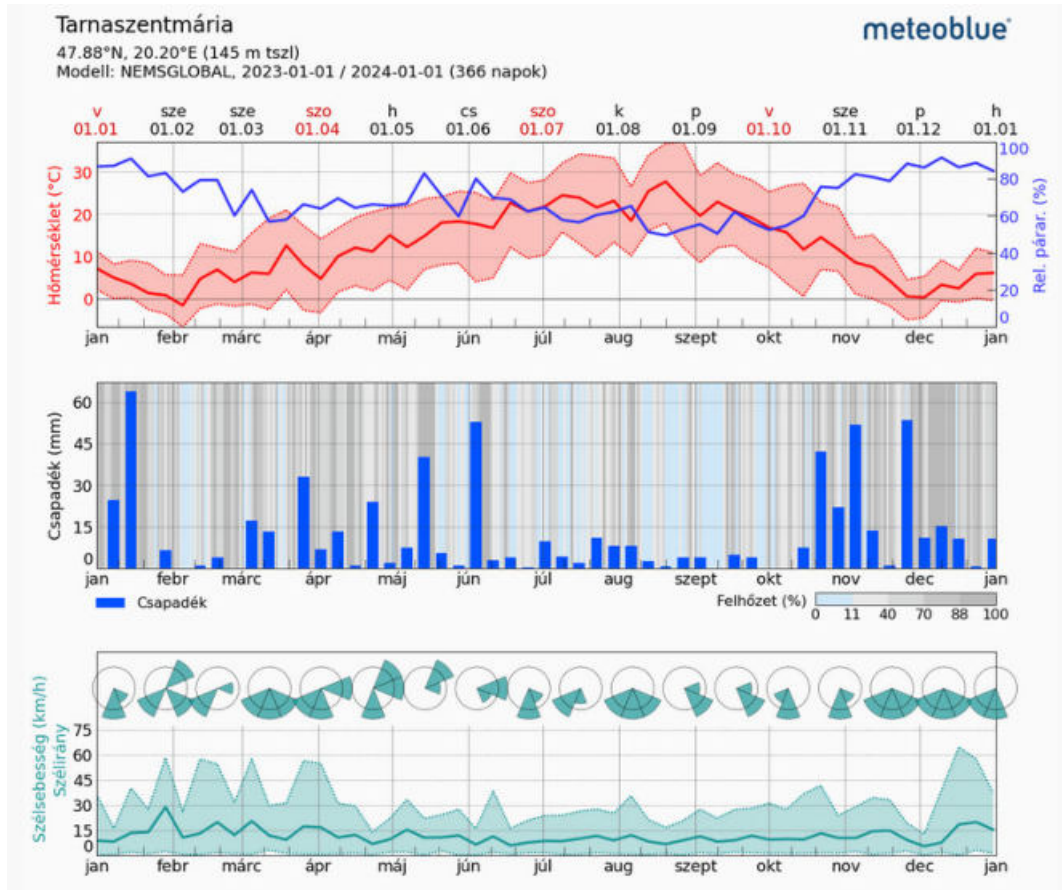 Tarnaszentmária
meteoblue®
47.88°N, 20.20°E (145 m tszl)
Modell: NEMSGLOBAL, 2023-01-01 / 2024-01-01 (366 napok)
v sze sze szo h cs szo k p v sze p h
01.01 01.02 01.03 01.04 01.05 01.06 01.07 01.08 01.09 01.10 01.11 01.12 01.01
Hőmérséklet (°C)
30
20
10
0
Rel. párar. (%)
100
80
60
40
20
0
jan febr márc ápr máj jún júl aug szept okt nov dec jan
Csapadék (mm)
60
45
30
15
0
jan febr márc ápr máj jún júl aug szept okt nov dec jan
Csapadék
Felhőzet (%)
0 11 40 70 88 100
Szélsebesség (km/h)
Szélirány
75
60
45
30
15
0
jan febr márc ápr máj jún júl aug szept okt nov dec jan